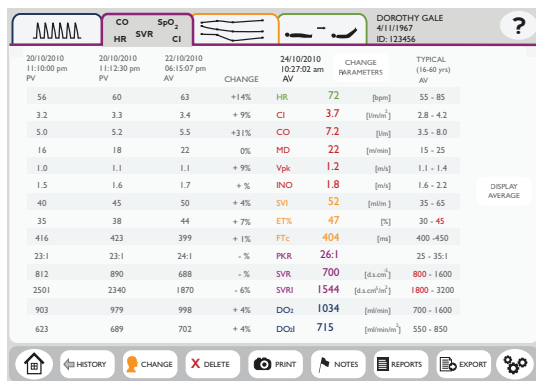 CO SpO2
HR SVR CI
DOROTHY GALE
4/11/1967
ID: 123456
?
20/10/2010 11:10:00 pm PV
20/10/2010 11:12:30 pm PV
22/10/2010 06:15:07 pm AV
CHANGE
24/10/2010 10:27:02 am AV
CHANGE PARAMETERS
TYPICAL (16-60 yrs) AV
56 60 63 +14% HR 72 [bpm] 55 - 85
3.2 3.3 3.4 + 9% CI 3.7 [l/m/m2] 2.8 - 4.2
5.0 5.2 5.5 +31% CO 7.2 [l/m] 3.5 - 8.0
16 18 22 0% MD 22 [m/min] 15 - 25
1.0 1.1 1.1 + 9% Vpk 1.2 [m/s] 1.1 - 1.4
1.5 1.6 1.7 + % INO 1.8 [m/s] 1.6 - 2.2
40 45 50 + 4% SVI 52 [ml/m ] 35 - 65
35 38 44 + 7% ET% 47 [%] 30 - 45
416 423 399 + 1% FTc 404 [ms] 400 -450
23:1 23:1 24:1 - % PKR 26:1 25 - 35:1
812 890 688 - % SVR 700 [d.s.cm-5] 800 - 1600
2501 2340 1870 - 6% SVRI 1544 [d.s.cm5/m2] 1800 - 3200
903 979 998 + 4% DO2 1034 [ml/min] 700 - 1600
623 689 702 + 4% DO2I 715 [ml/min/m2] 550 - 850
DISPLAY
AVERAGE
HISTORY CHANGE X DELETE PRINT NOTES REPORTS EXPORT